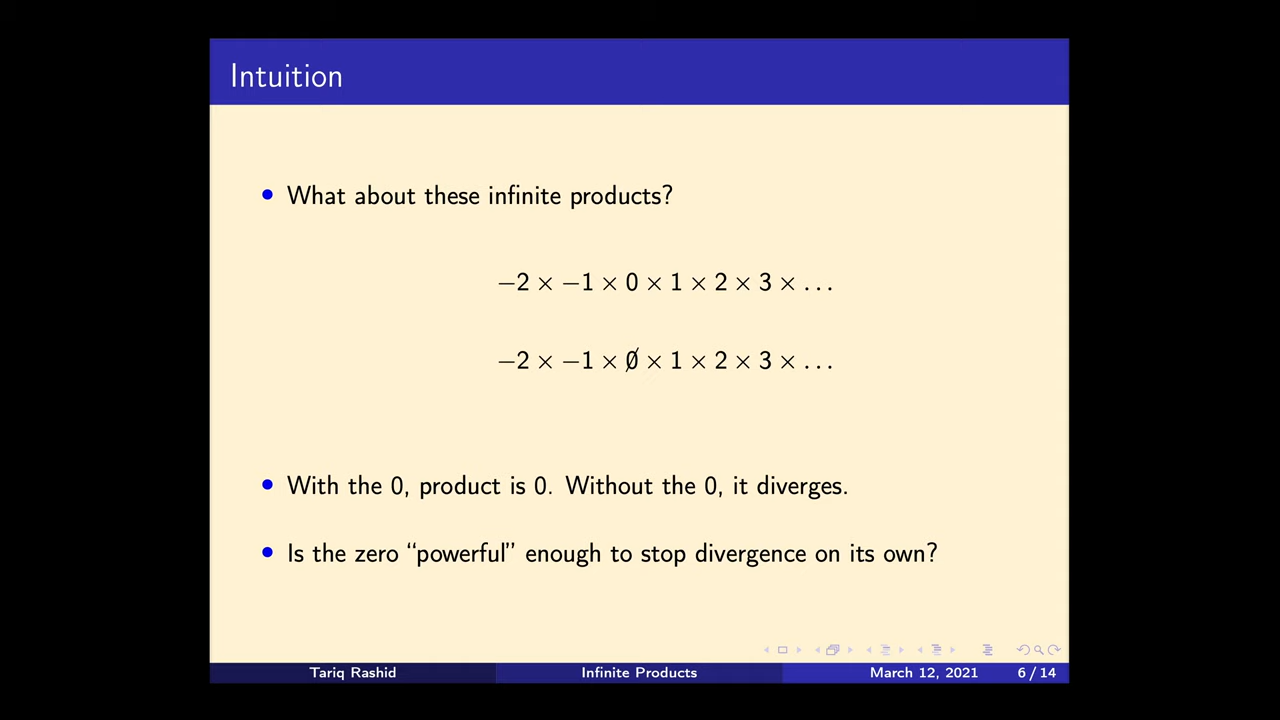 Intuition
• What about these infinite products?
−2 × −1 × 0 × 1 × 2 × 3 × . . .
−2 × −1 × 0̸ × 1 × 2 × 3 × . . .
• With the 0, product is 0. Without the 0, it diverges.
• Is the zero “powerful” enough to stop divergence on its own?
Tariq Rashid Infinite Products March 12, 2021 6 / 14